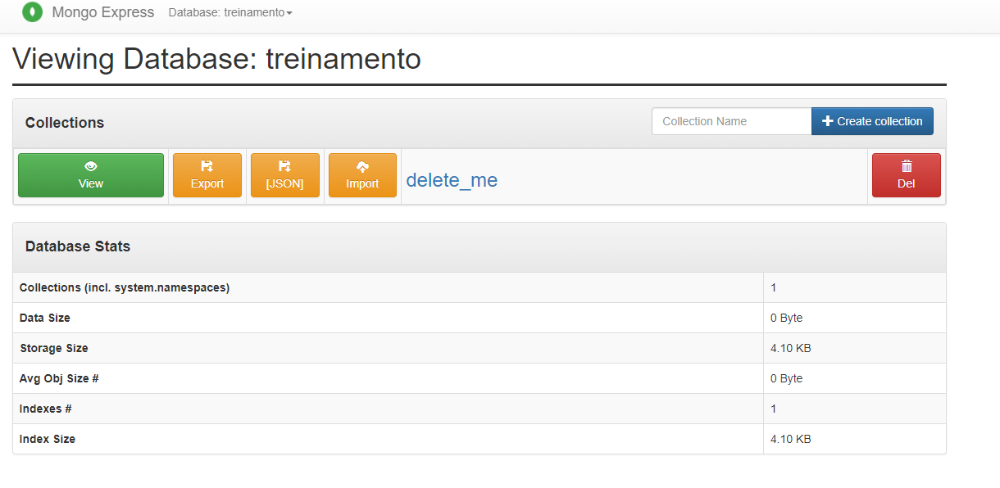 Mongo Express Database: treinamento
Viewing Database: treinamento
Collections Collection Name Create collection
View Export [JSON] Import delete_me Del
Database Stats
Collections (incl. system.namespaces) 1
Data Size 0 Byte
Storage Size 4.10 KB
Avg Obj Size # 0 Byte
Indexes # 1
Index Size 4.10 KB